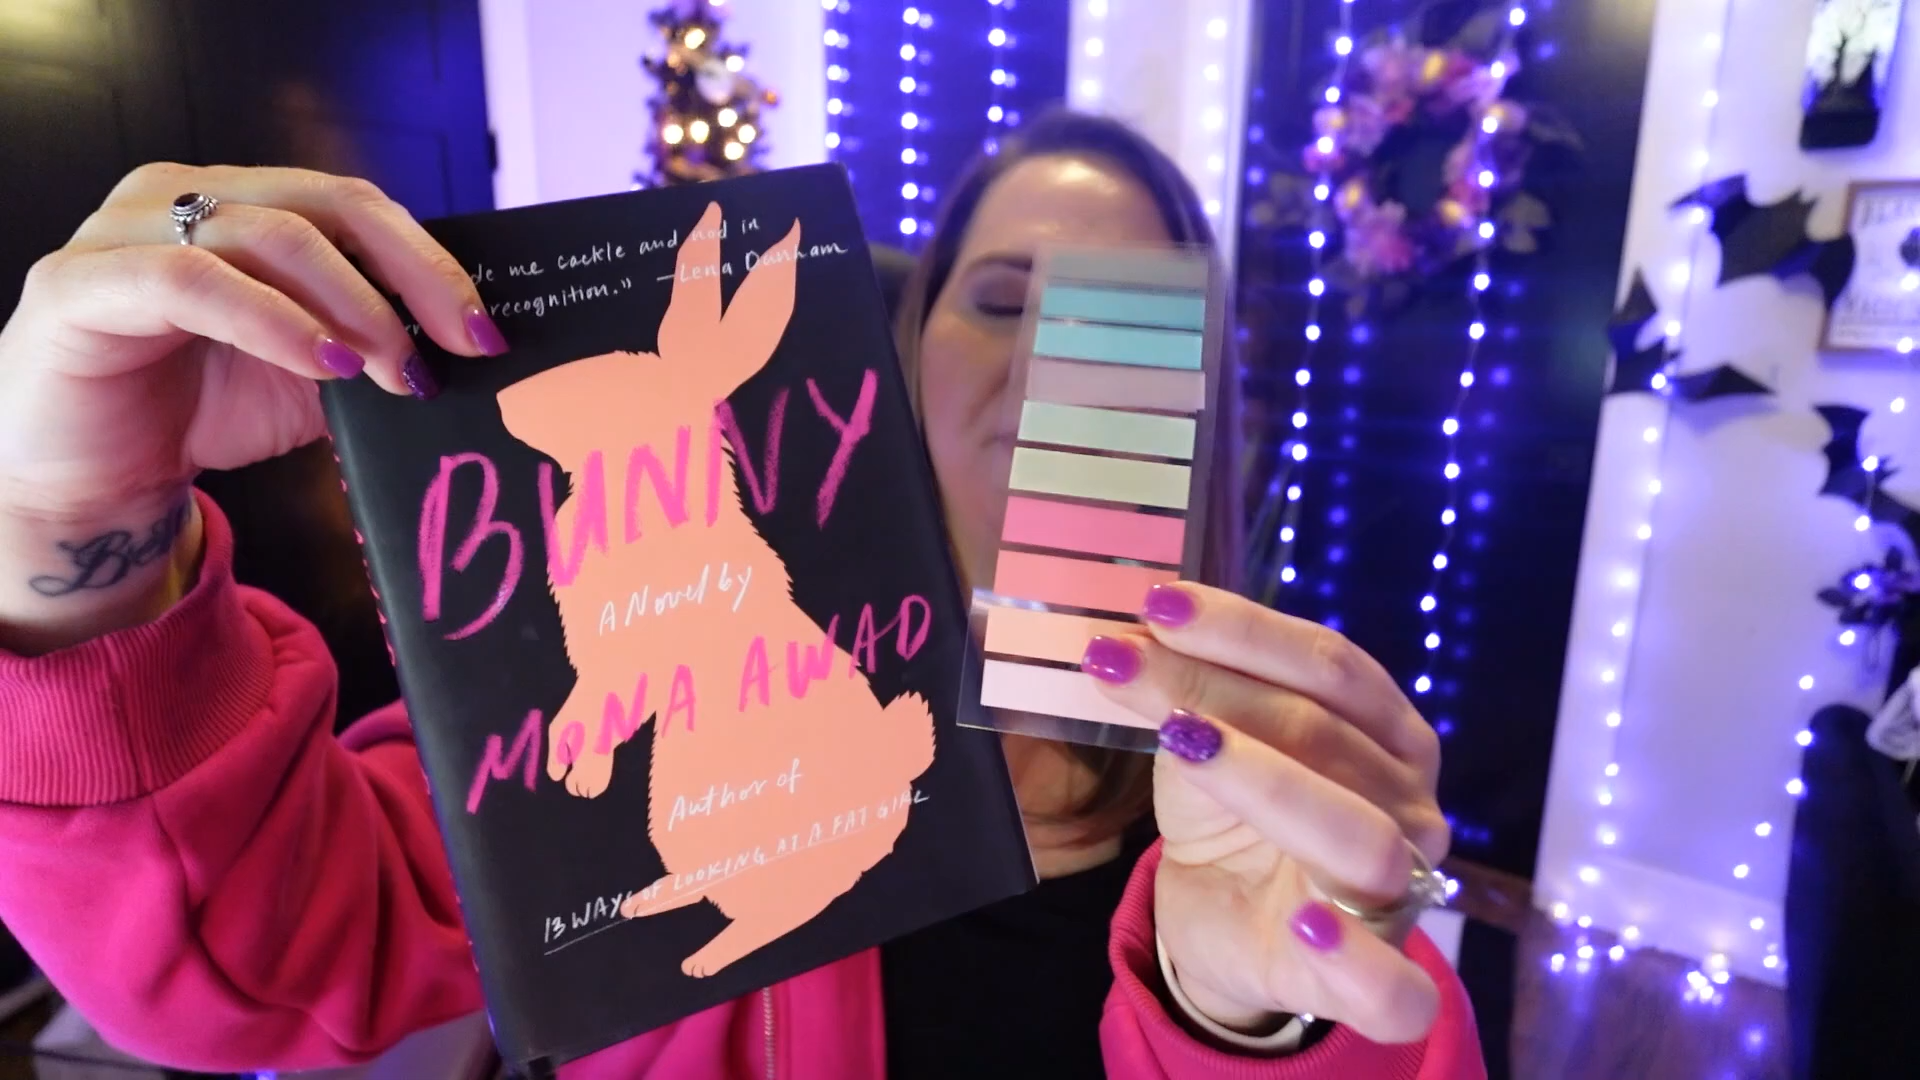 me cackle and nod in
recognition.” —Lena Dunham
BUNNY
A Novel by
MONA AWAD
Author of
13 WAYS OF LOOKING AT A FAT GIRL